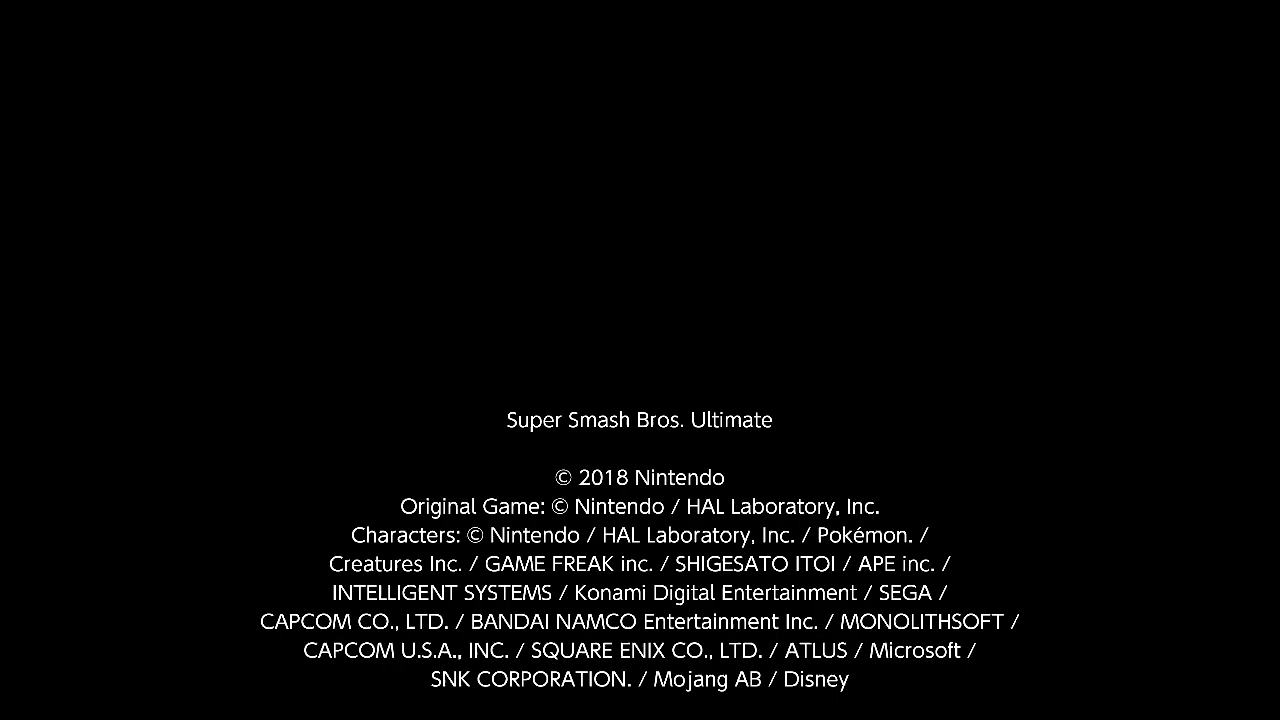 Super Smash Bros. Ultimate
© 2018 Nintendo
Original Game: © Nintendo / HAL Laboratory, Inc.
Characters: © Nintendo / HAL Laboratory, Inc. / Pokémon. /
Creatures Inc. / GAME FREAK inc. / SHIGESATO ITOI / APE inc. /
INTELLIGENT SYSTEMS / Konami Digital Entertainment / SEGA /
CAPCOM CO., LTD. / BANDAI NAMCO Entertainment Inc. / MONOLITHSOFT /
CAPCOM U.S.A., INC. / SQUARE ENIX CO., LTD. / ATLUS / Microsoft /
SNK CORPORATION. / Mojang AB / Disney